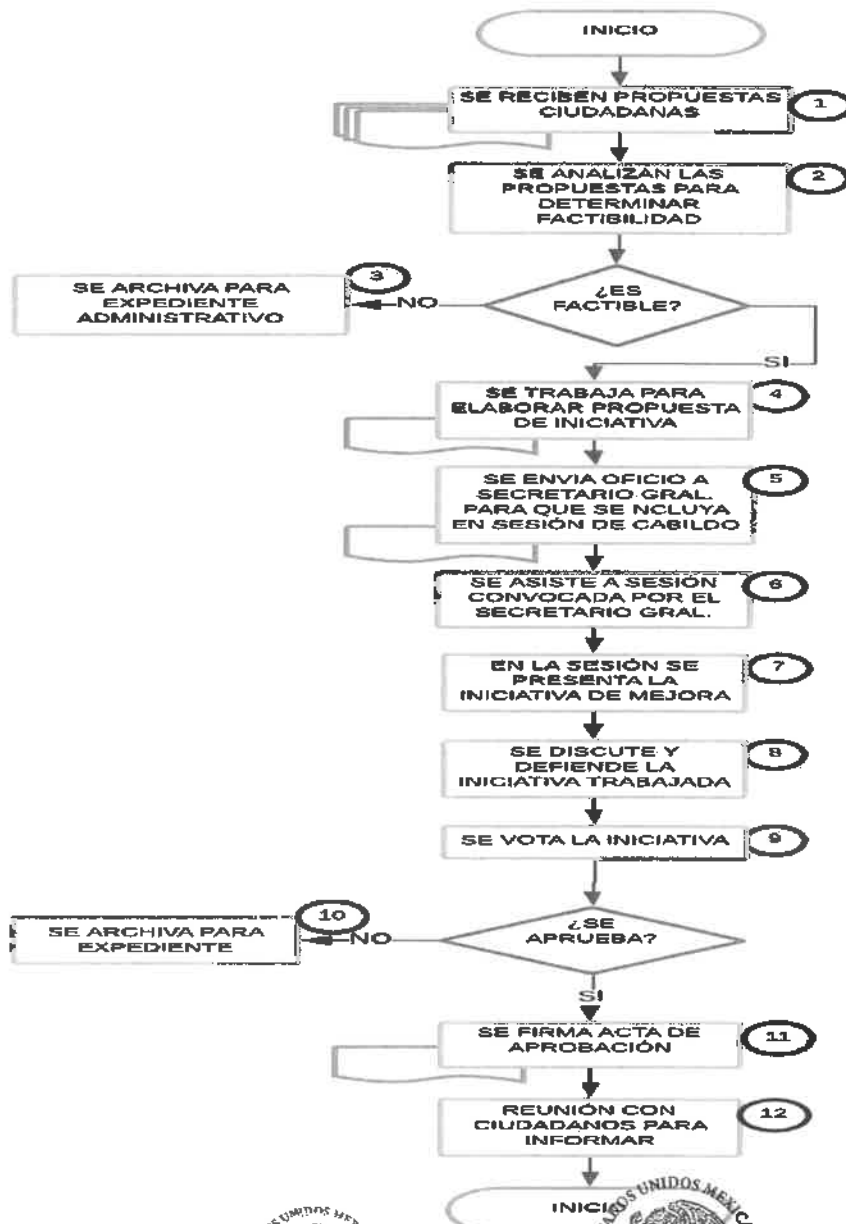 INICIO
SE RECIBEN PROPUESTAS
CIUDADANAS
1
SE ANALIZAN LAS
PROPUESTAS PARA
DETERMINAR
FACTIBILIDAD
2
¿ES
FACTIBLE?
NO
3
SE ARCHIVA PARA
EXPEDIENTE
ADMINISTRATIVO
SI
SE TRABAJA PARA
ELABORAR PROPUESTA
DE INICIATIVA
4
SE ENVIA OFICIO A
SECRETARIO GRAL.
PARA QUE SE NCLUYA
EN SESIÓN DE CABILDO
5
SE ASISTE A SESIÓN
CONVOCADA POR EL
SECRETARIO GRAL.
6
EN LA SESIÓN SE
PRESENTA LA
INICIATIVA DE MEJORA
7
SE DISCUTE Y
DEFIENDE LA
INICIATIVA TRABAJADA
8
SE VOTA LA INICIATIVA
9
¿SE
APRUEBA?
NO
10
SE ARCHIVA PARA
EXPEDIENTE
SI
SE FIRMA ACTA DE
APROBACIÓN
11
REUNIÓN CON
CIUDADANOS PARA
INFORMAR
12
INICI
UNIDOS
UNIDOS